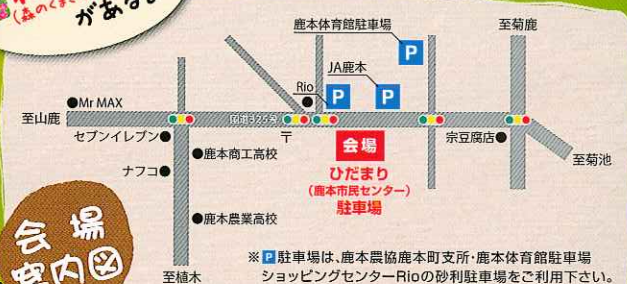 (森のくま
がある
鹿本体育館駐車場
P
至菊鹿
JA鹿本
Rio
P
P
Mr MAX
至山鹿
国道325号
セブンイレブン
〒
会場
宗豆腐店
鹿本商工高校
ナフコ
ひだまり
(鹿本市民センター)
駐車場
至菊池
鹿本農業高校
会場
案内図
至植木
※P駐車場は、鹿本農協鹿本町支所・鹿本体育館駐車場
ショッピングセンターRioの砂利駐車場をご利用下さい。